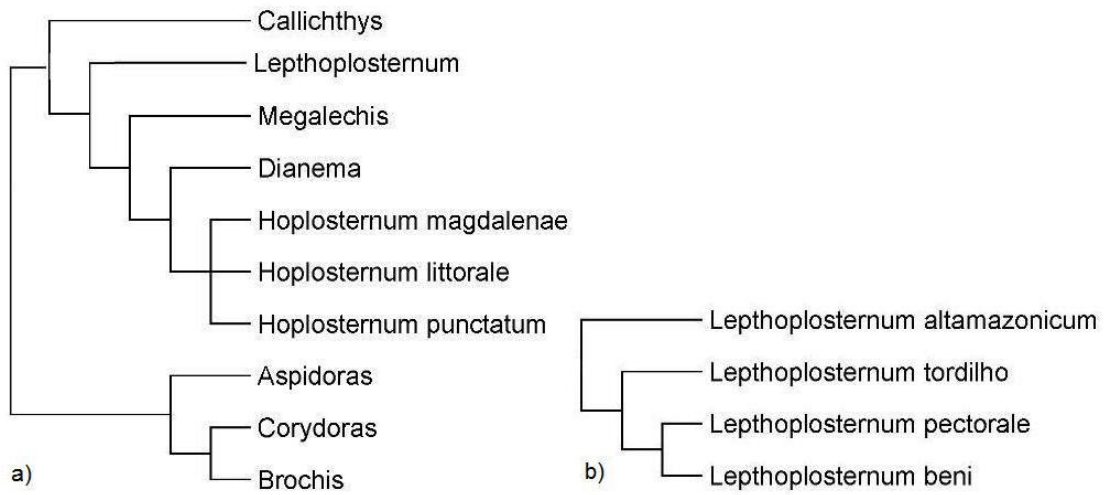 Callichthys
Lepthoplosternum
Megalechis
Dianema
Hoplosternum magdalenae
Hoplosternum littorale
Hoplosternum punctatum
Aspidoras
Corydoras
Brochis
a)
Lepthoplosternum altamazonicum
Lepthoplosternum tordilho
Lepthoplosternum pectorale
Lepthoplosternum beni
b)